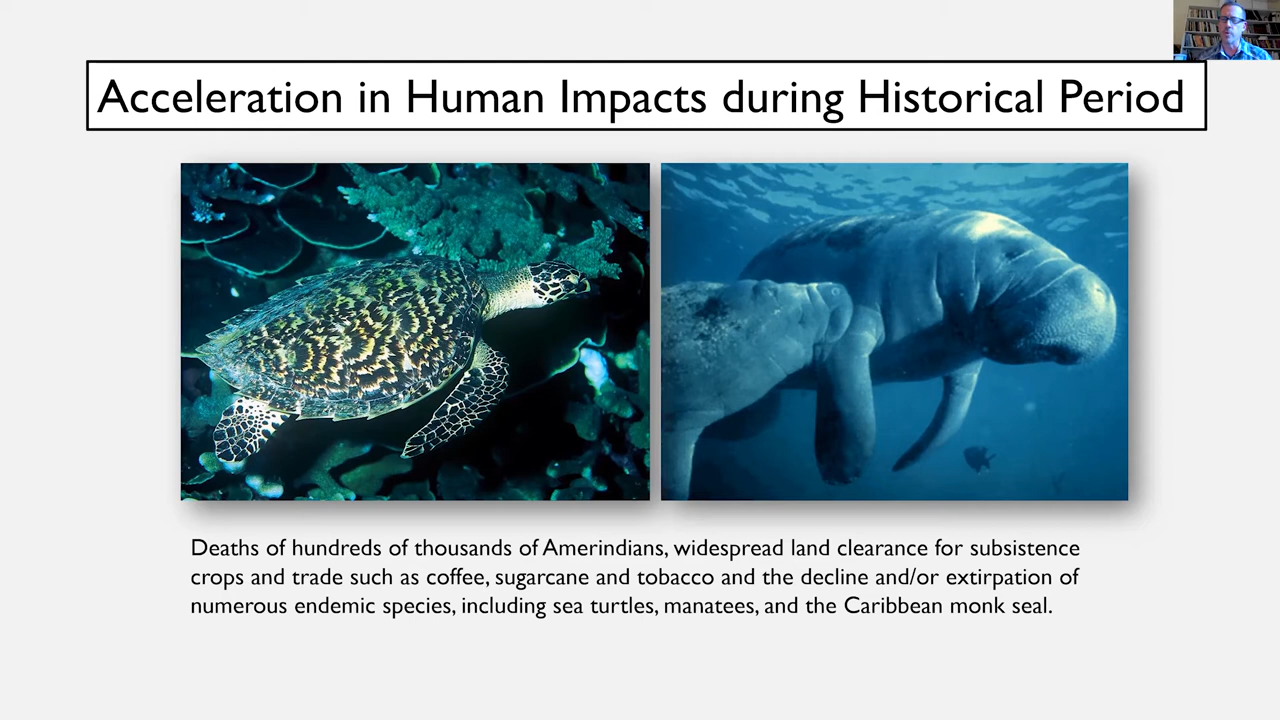 Acceleration in Human Impacts during Historical Period
Deaths of hundreds of thousands of Amerindians, widespread land clearance for subsistence
crops and trade such as coffee, sugarcane and tobacco and the decline and/or extirpation of
numerous endemic species, including sea turtles, manatees, and the Caribbean monk seal.